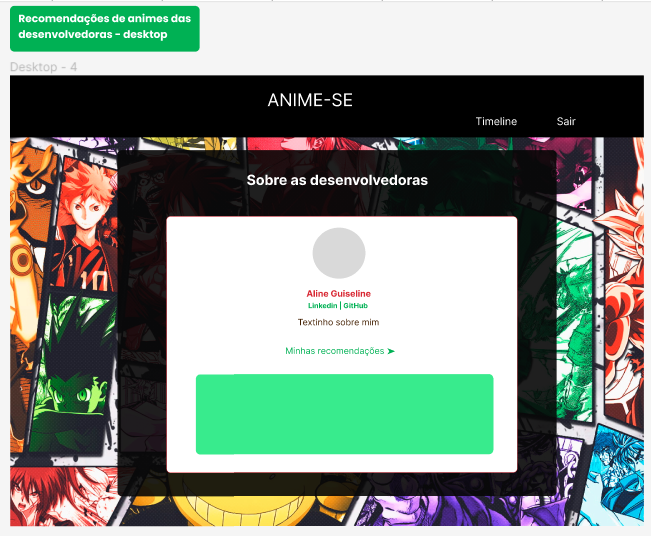 Recomendações de animes das
desenvolvedoras - desktop
Desktop - 4
ANIME-SE
Timeline
Sair
Sobre as desenvolvedoras
10
Aline Guiseline
Linkedin | GitHub
Textinho sobre mim
Minhas recomendações ➤